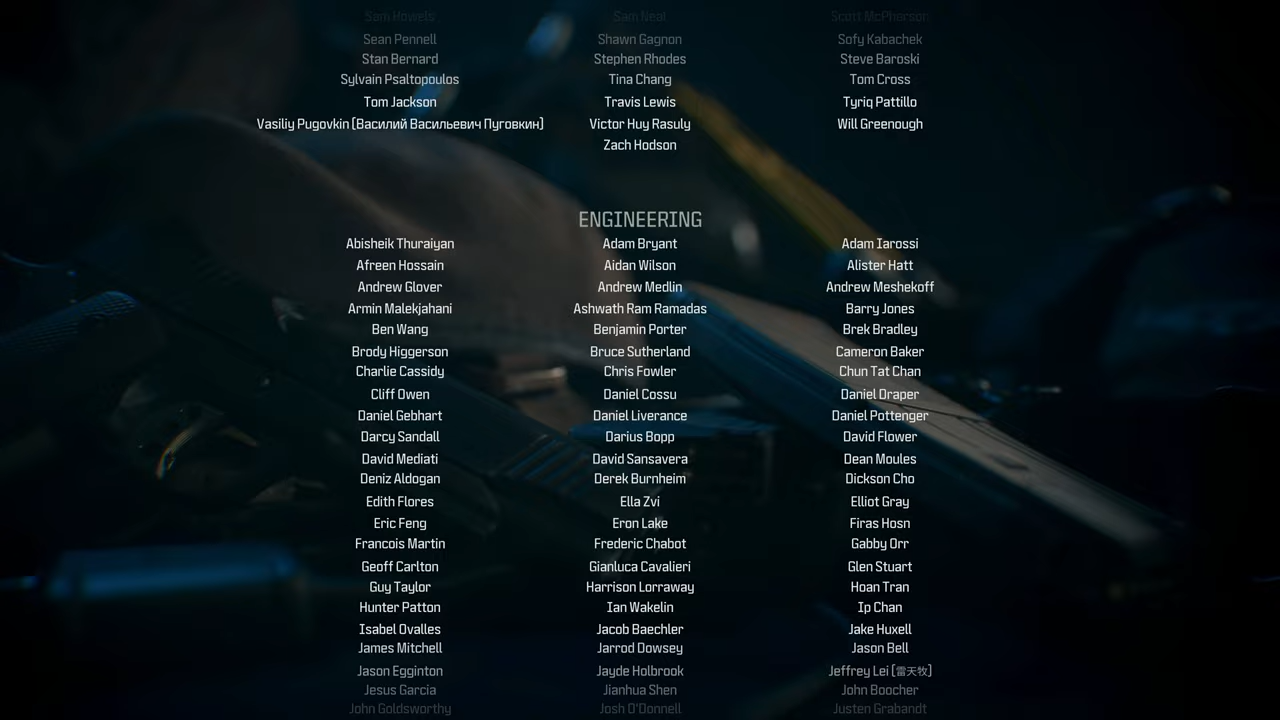 Sam Howels Sam Neal Scott McPherson
Sean Pennell Shawn Gagnon Sofy Kabachek
Stan Bernard Stephen Rhodes Steve Baroski
Sylvain Psaltopoulos Tina Chang Tom Cross
Tom Jackson Travis Lewis Tyriq Pattillo
Vasiliy Pugovkin (Василий Васильевич Пуговкин) Victor Huy Rasuly Will Greenough
Zach Hodson
ENGINEERING
Abisheik Thuraiyan Adam Bryant Adam Iarossi
Afreen Hossain Aidan Wilson Alister Hatt
Andrew Glover Andrew Medlin Andrew Meshekoff
Armin Malekjahani Ashwath Ram Ramadas Barry Jones
Ben Wang Benjamin Porter Brek Bradley
Brody Higgerson Bruce Sutherland Cameron Baker
Charlie Cassidy Chris Fowler Chun Tat Chan
Cliff Owen Daniel Cossu Daniel Draper
Daniel Gebhart Daniel Liverance Daniel Pottenger
Darcy Sandall Darius Bopp David Flower
David Mediati David Sansavera Dean Moules
Deniz Aldogan Derek Burnheim Dickson Cho
Edith Flores Ella Zvi Elliot Gray
Eric Feng Eron Lake Firas Hosn
Francois Martin Frederic Chabot Gabby Orr
Geoff Carlton Gianluca Cavalieri Glen Stuart
Guy Taylor Harrison Lorraway Hoan Tran
Hunter Patton Ian Wakelin Ip Chan
Isabel Ovalles Jacob Baechler Jake Huxell
James Mitchell Jarrod Dowsey Jason Bell
Jason Egginton Jayde Holbrook Jeffrey Lei (雷天牧)
Jesus Garcia Jianhua Shen John Boocher
John Goldsworthy Josh O'Donnell Justen Grabandt